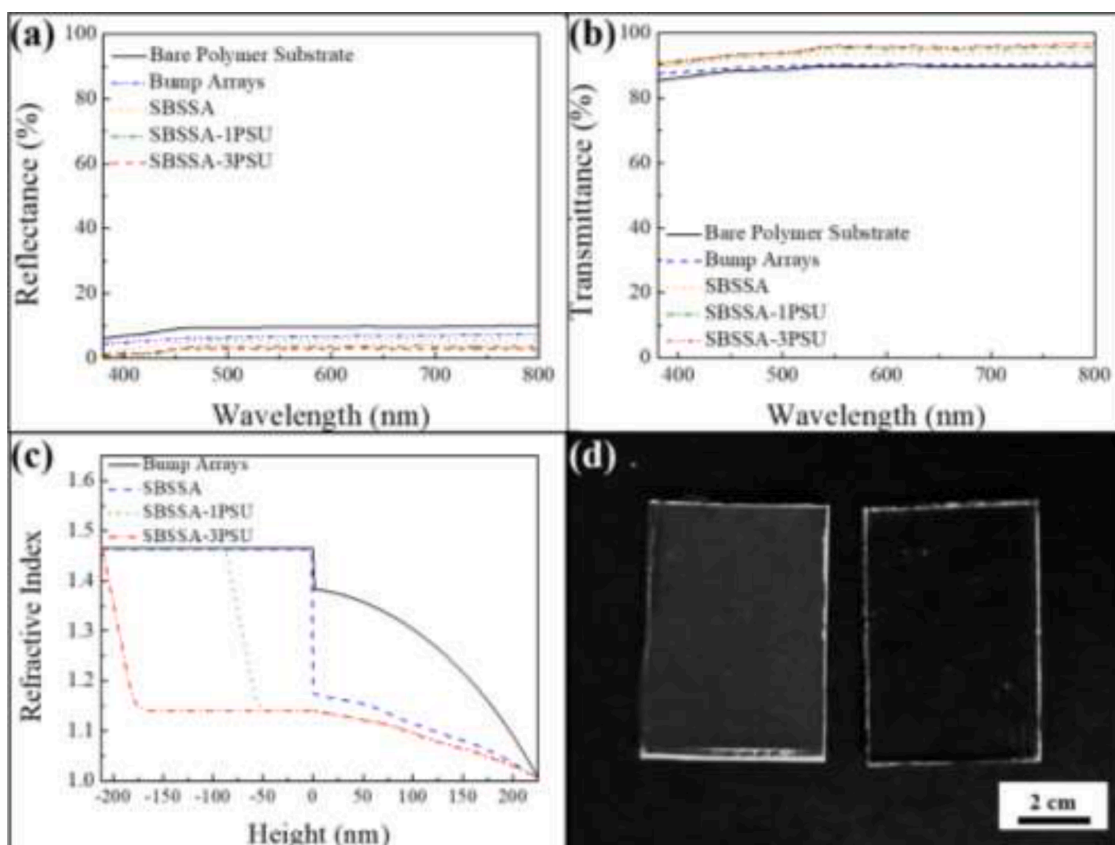 (a)
100
80
60
40
20
0
Reflectance (%)
Bare Polymer Substrate
Bump Arrays
SBSSA
SBSSA-1PSU
SBSSA-3PSU
400 500 600 700 800
Wavelength (nm)
(b)
100
80
60
40
20
0
Transmittance (%)
Bare Polymer Substrate
Bump Arrays
SBSSA
SBSSA-1PSU
SBSSA-3PSU
400 500 600 700 800
Wavelength (nm)
(c)
1.6
1.5
1.4
1.3
1.2
1.1
1.0
Refractive Index
Bump Arrays
SBSSA
SBSSA-1PSU
SBSSA-3PSU
-200 -150 -100 -50 0 50 100 150 200
Height (nm)
(d)
2 cm